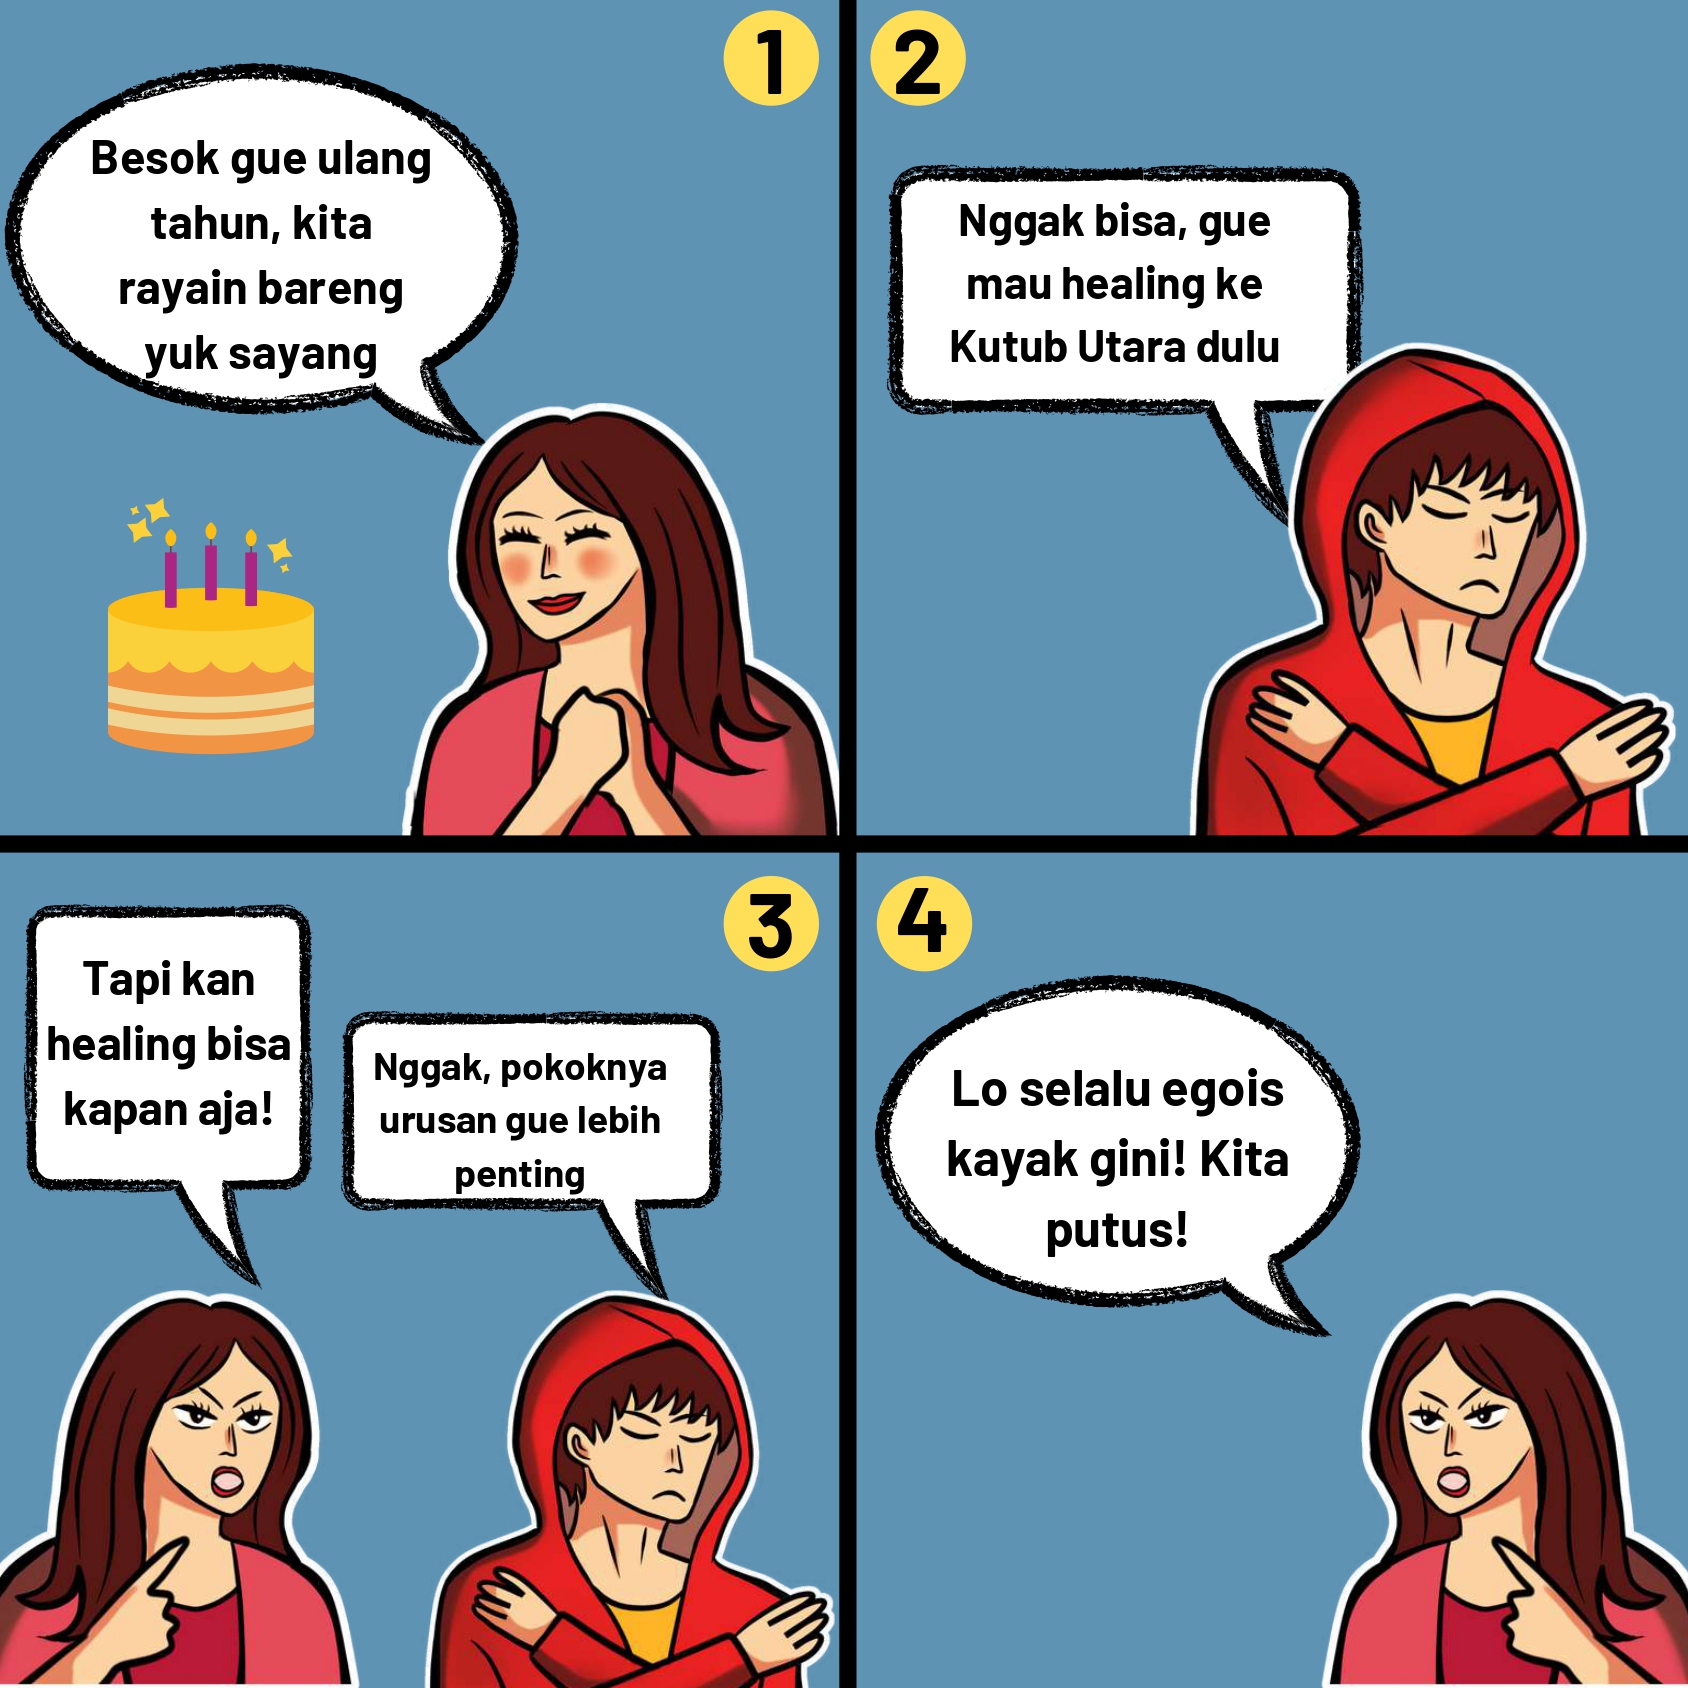 1
Besok gue ulang
tahun, kita
rayain bareng
yuk sayang
2
Nggak bisa, gue
mau healing ke
Kutub Utara dulu
3
Tapi kan
healing bisa
kapan aja!
Nggak, pokoknya
urusan gue lebih
penting
4
Lo selalu egois
kayak gini! Kita
putus!